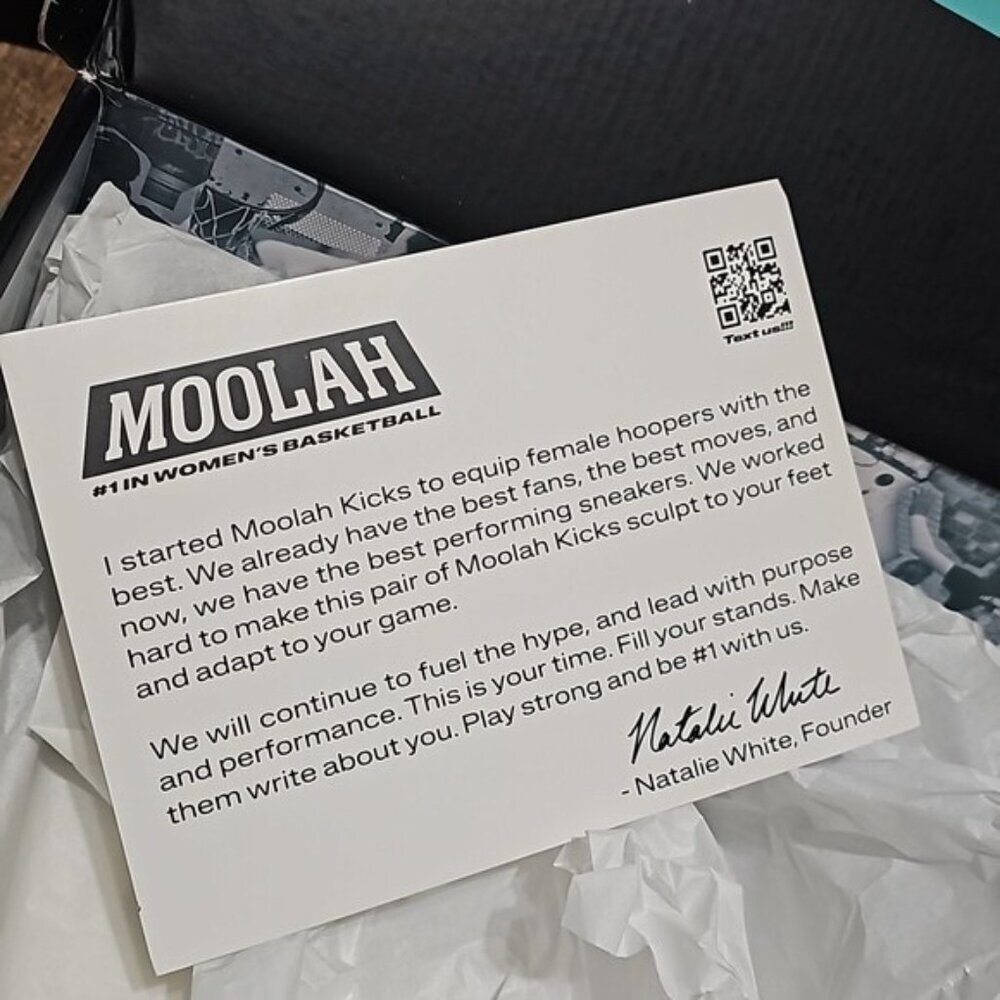 Text us!!!
MOOLAH
#1 IN WOMEN'S BASKETBALL
I started Moolah Kicks to equip female hoopers with the
best. We already have the best fans, the best moves, and
now, we have the best performing sneakers. We worked
hard to make this pair of Moolah Kicks sculpt to your feet
and adapt to your game.
We will continue to fuel the hype, and lead with purpose
and performance. This is your time. Fill your stands. Make
them write about you. Play strong and be #1 with us.
Natalie White
- Natalie White, Founder